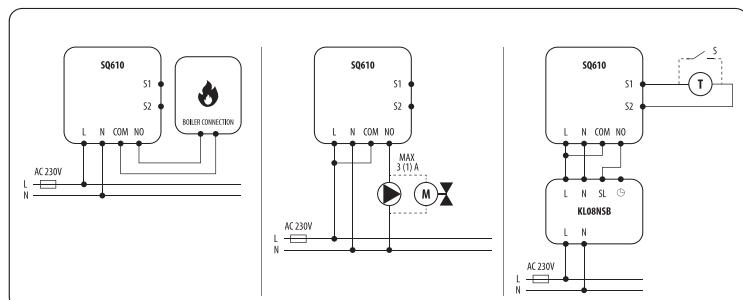 SQ610
S1
S2
BOILER CONNECTION
L N COM NO
AC 230V
L
N
SQ610
S1
S2
L N COM NO
MAX
3 (1) A
M
AC 230V
L
N
SQ610
S1
S2
S
T
L N COM NO
L N SL
KL08NSB
L N
AC 230V
L
N